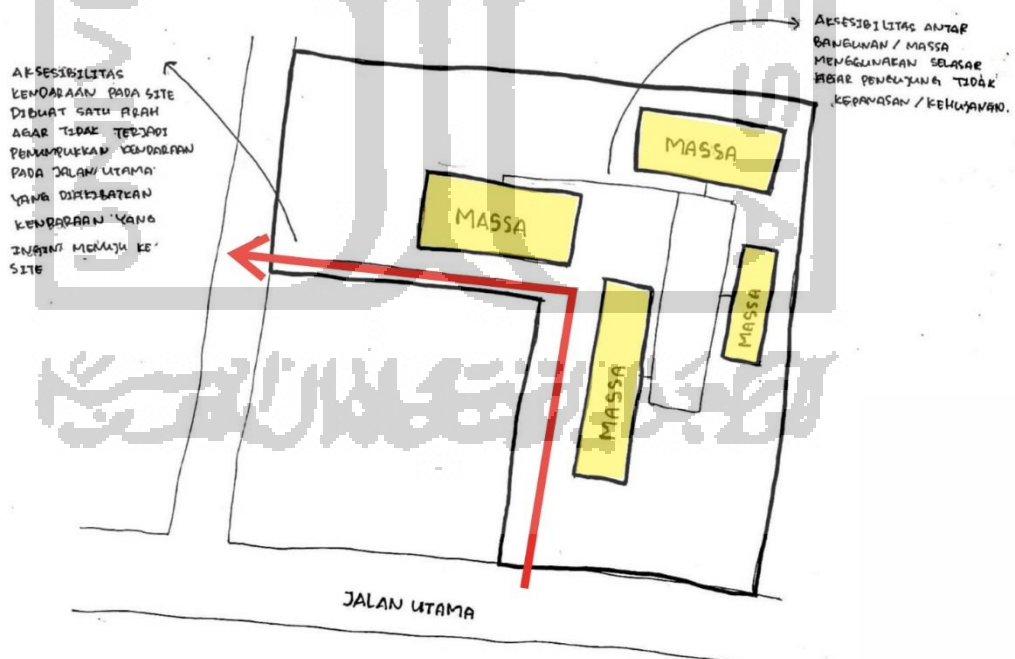 AKSESIBILITAS
KENDARAAN PADA SITE
DIBUAT SATU ARAH
AGAR TIDAK TERJADI
PENUMPUKKAN KENDARAAN
PADA JALAN UTAMA
YANG DIAKIBATKAN
KENDARAAN YANG
INGIN MENUJU KE
SITE
AKSESIBILITAS ANTAR
BANGUNAN / MASSA
MENGGUNAKAN SELASAR
AGAR PENGUJUNG TIDAK
KEPANASAN / KEHUJANAN.
MASSA
MASSA
MASSA
MASSA
JALAN UTAMA